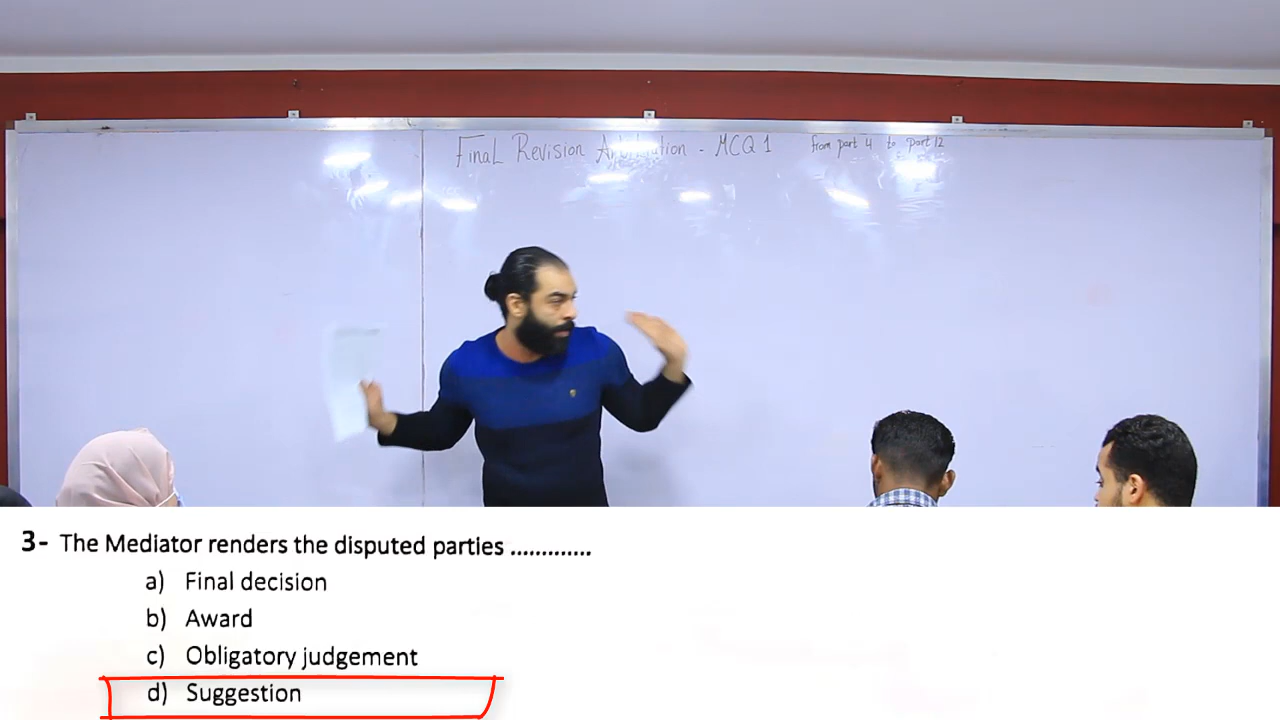 Final Revision Arbitration - MCQ 1 from part 4 to part 12
3- The Mediator renders the disputed parties .............
a) Final decision
b) Award
c) Obligatory judgement
d) Suggestion